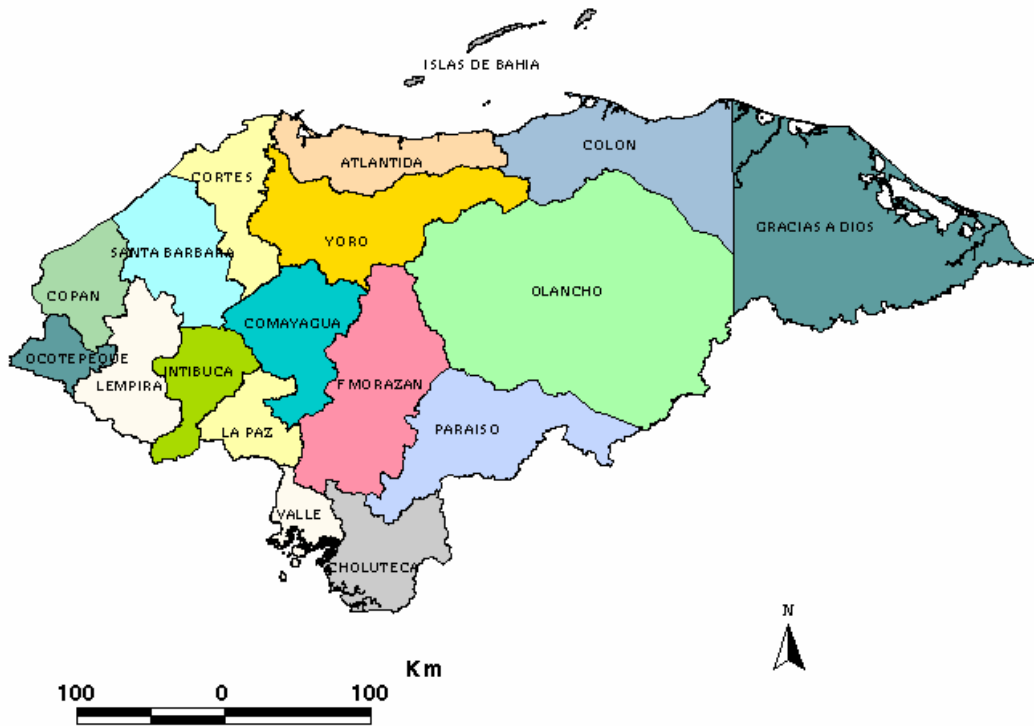 ISLAS DE BAHIA
COLON
ATLANTIDA
CORTES
GRACIAS A DIOS
YORO
SANTA BARBARA
OLANCHO
COPAN
COMAYAGUA
OCOTEPEQUE
INTIBUCA
LEMPIRA
F MORAZAN
LA PAZ
PARAISO
VALLE
CHOLUTECA
N
Km
100 0 100